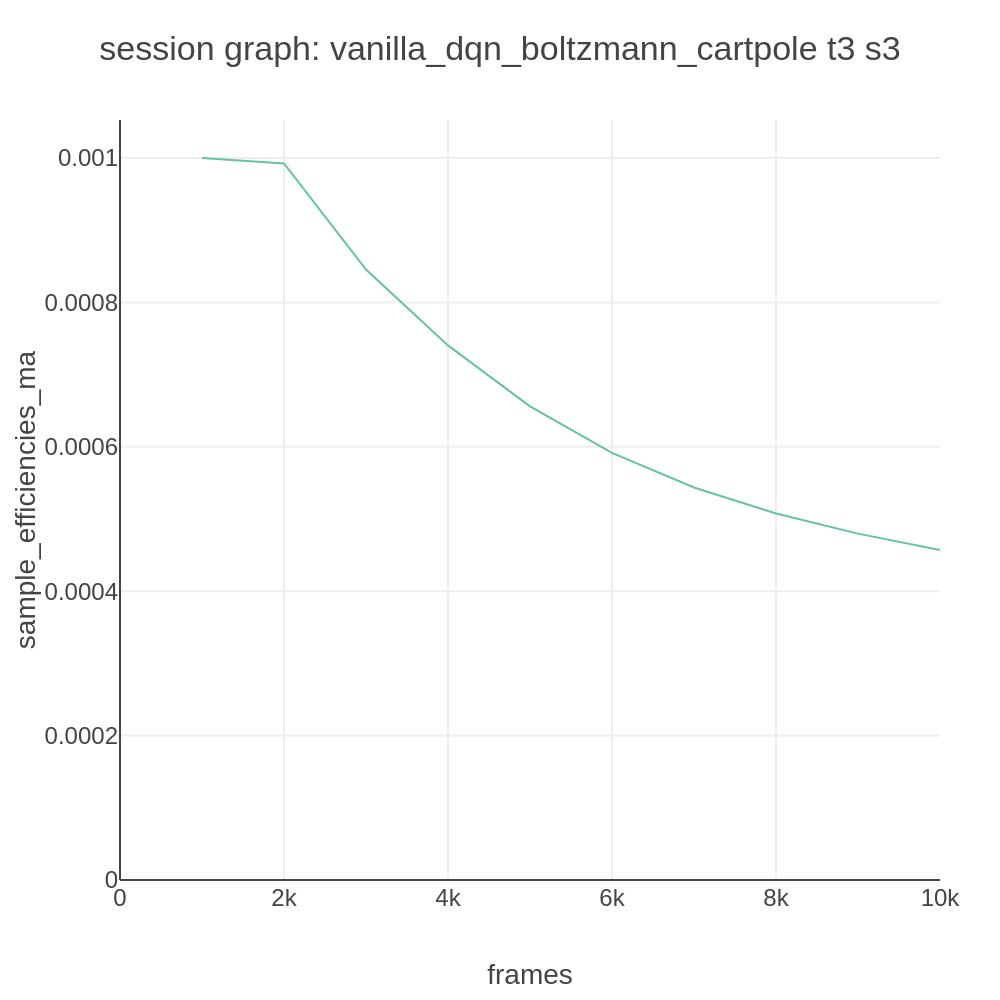 session graph: vanilla_dqn_boltzmann_cartpole t3 s3
sample_efficiencies_ma
0.001
0.0008
0.0006
0.0004
0.0002
0
0
2k
4k
6k
8k
10k
frames